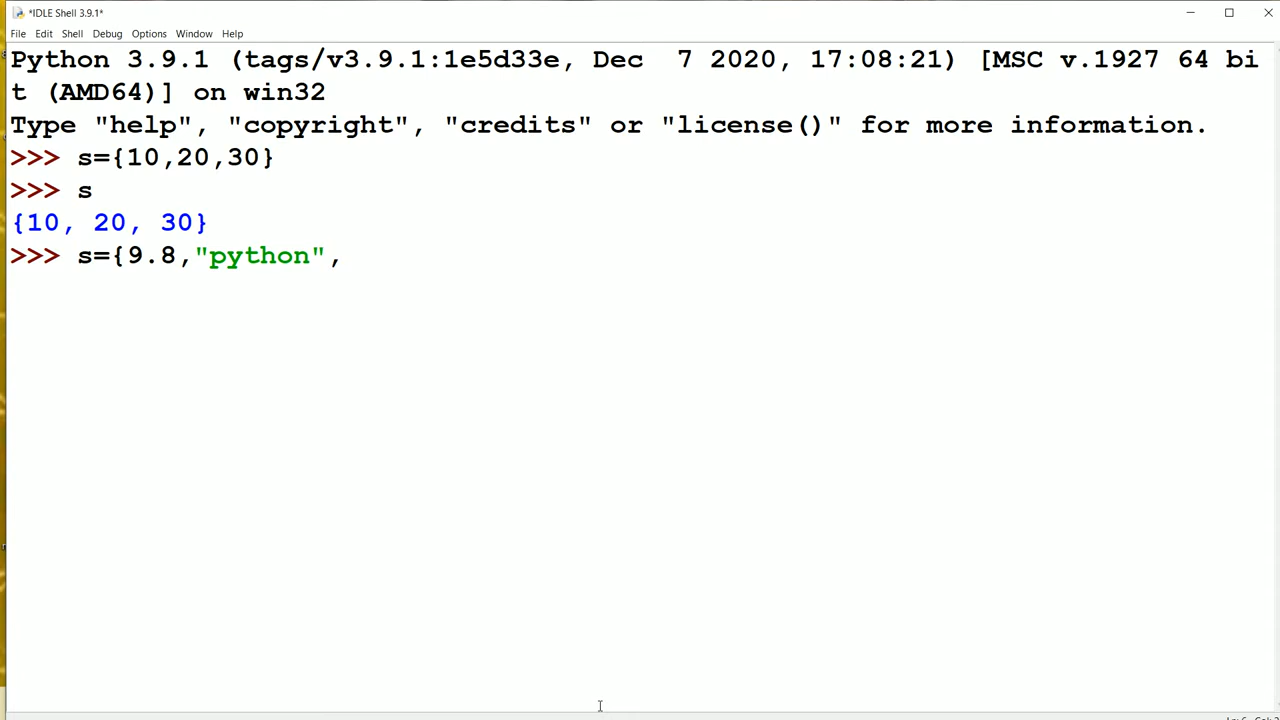 *IDLE Shell 3.9.1*
File Edit Shell Debug Options Window Help
Python 3.9.1 (tags/v3.9.1:1e5d33e, Dec  7 2020, 17:08:21) [MSC v.1927 64 bi
t (AMD64)] on win32
Type "help", "copyright", "credits" or "license()" for more information.
>>> s={10,20,30}
>>> s
{10, 20, 30}
>>> s={9.8,"python",